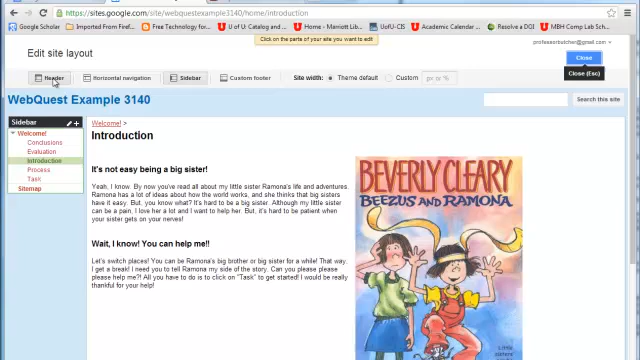 https://sites.google.com/site/webquestexample3140/home/introduction
Google Scholar Imported From Firef... U of U: Catalog and ... Home - Marriott Lib... UofU-CIS Academic Calendar ... Resolve a DOI MBH Comp Lab Sche...
Click on the parts of your site you want to edit
Edit site layout
professorbutcher@gmail.com
Close
Close (Esc)
Header Horizontal navigation Sidebar Custom footer Site width: Theme default Custom px or %
WebQuest Example 3140
Search this site
Sidebar
Welcome!
Conclusions
Evaluation
Introduction
Process
Task
Sitemap
Welcome! >
Introduction
It's not easy being a big sister!
Yeah, I know. By now you've read all about my little sister Ramona's life and adventures.
Ramona has a lot of ideas about how the world works, and she thinks that big sisters
have it easy. But, you know what? It's hard to be a big sister. Although my little sister
can be a pain, I love her a lot and I want to help her. But, it's hard to be patient when
your sister gets on your nerves!
Wait, I know! You can help me!!
Let's switch places! You can be Ramona's big brother or big sister for a while! That way,
I get a break! I need you to tell Ramona my side of the story. Can you please please
please help me?! All you have to do is to click on "Task" to get started! I would be really
thankful for your help!
BEVERLY CLEARY
BEEZUS AND RAMONA